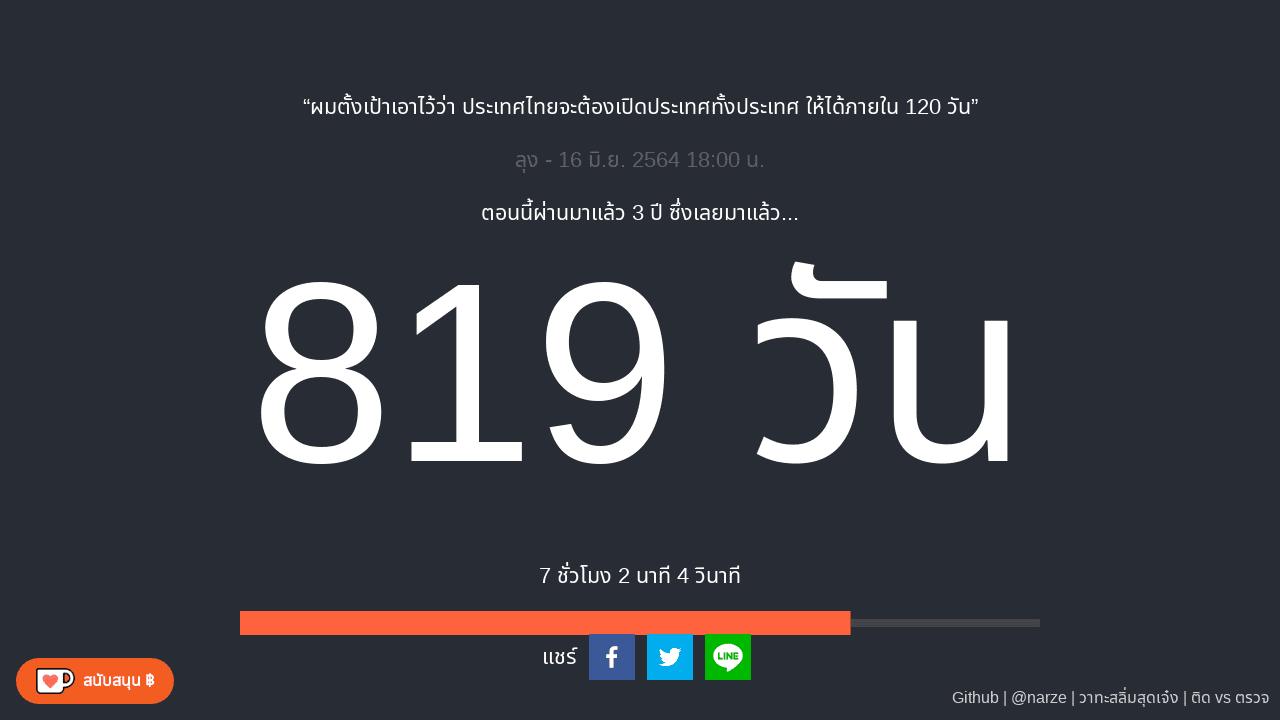 “ผมตั้งเป้าเอาไว้ว่า ประเทศไทยจะต้องเปิดประเทศทั้งประเทศ ให้ได้ภายใน 120 วัน”
ลุง - 16 มิ.ย. 2564 18:00 น.
ตอนนี้ผ่านมาแล้ว 3 ปี ซึ่งเลยมาแล้ว...
819 วัน
7 ชั่วโมง 2 นาที 4 วินาที
แชร์
LINE
สนับสนุน ฿
Github | @narze | วาทะสลิ่มสุดเจ๋ง | ติด vs ตรวจ